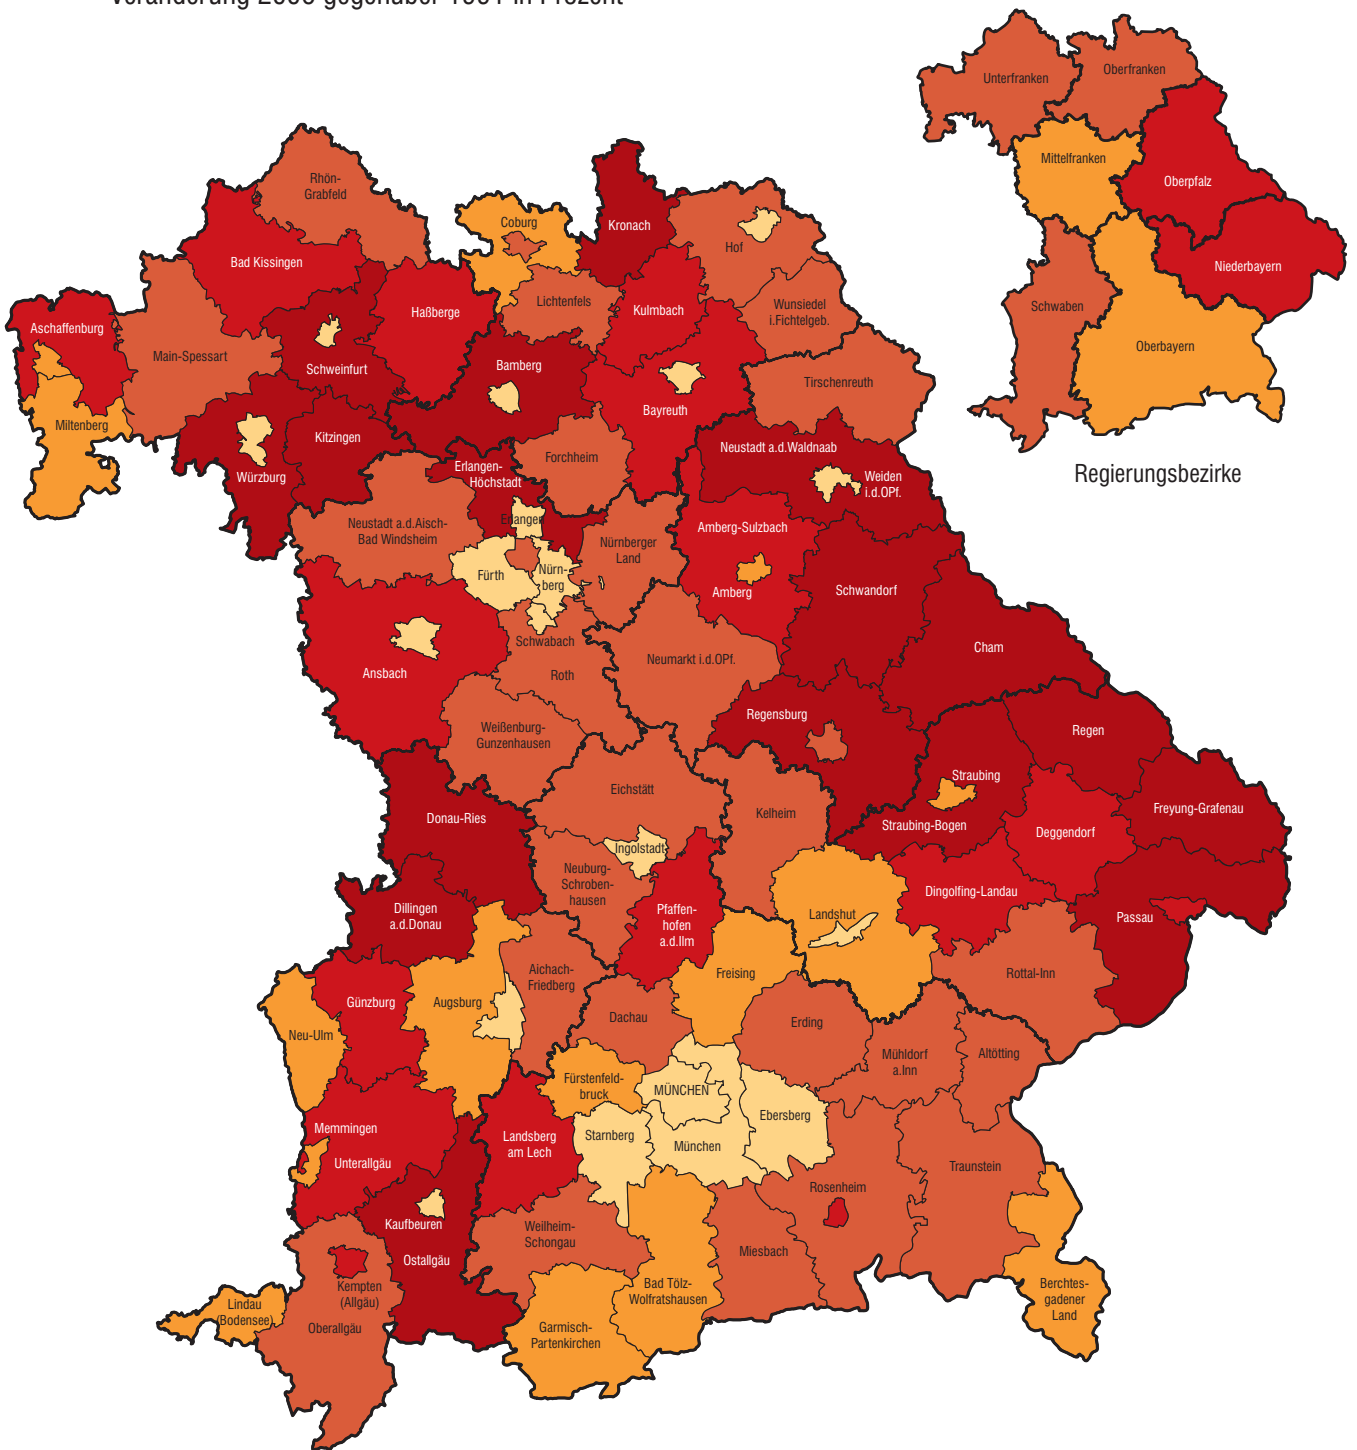 Veränderung 2006 gegenüber 1991 in Prozent
Unterfranken
Oberfranken
Mittelfranken
Oberpfalz
Niederbayern
Schwaben
Oberbayern
Regierungsbezirke
Rhön-
Grabfeld
Coburg
Kronach
Hof
Bad Kissingen
Lichtenfels
Kulmbach
Wunsiedel
i.Fichtelgeb.
Aschaffenburg
Haßberge
Main-Spessart
Schweinfurt
Bamberg
Bayreuth
Tirschenreuth
Miltenberg
Kitzingen
Würzburg
Erlangen-
Höchstadt
Forchheim
Neustadt a.d.Waldnaab
Weiden
i.d.OPf.
Neustadt a.d.Aisch-
Bad Windsheim
Erlangen
Nürnberger
Land
Amberg-Sulzbach
Fürth
Nürn-
berg
Amberg
Schwandorf
Schwabach
Roth
Neumarkt i.d.OPf.
Cham
Ansbach
Weißenburg-
Gunzenhausen
Regensburg
Regen
Eichstätt
Kelheim
Straubing
Straubing-Bogen
Freyung-Grafenau
Donau-Ries
Deggendorf
Ingolstadt
Neuburg-
Schroben-
hausen
Dingolfing-Landau
Dillingen
a.d.Donau
Pfaffen-
hofen
a.d.Ilm
Landshut
Passau
Aichach-
Friedberg
Freising
Rottal-Inn
Günzburg
Augsburg
Dachau
Erding
Neu-Ulm
Mühldorf
a.Inn
Altötting
Fürstenfeld-
bruck
MÜNCHEN
Ebersberg
Memmingen
Unterallgäu
Landsberg
am Lech
Starnberg
München
Traunstein
Rosenheim
Kaufbeuren
Ostallgäu
Weilheim-
Schongau
Miesbach
Kempten
(Allgäu)
Oberallgäu
Lindau
(Bodensee)
Bad Tölz-
Wolfratshausen
Garmisch-
Partenkirchen
Berchtes-
gadener
Land